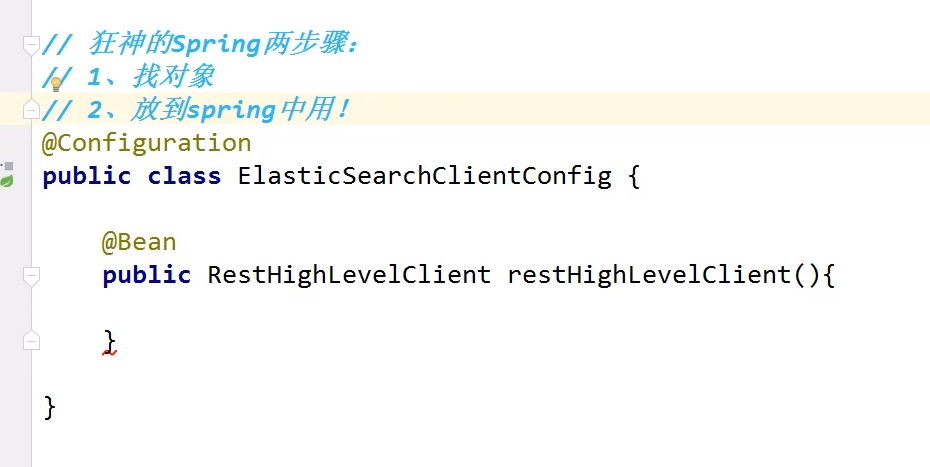 // 狂神的Spring两步骤：
// 1、找对象
// 2、放到spring中用！
@Configuration
public class ElasticSearchClientConfig {
@Bean
public RestHighLevelClient restHighLevelClient(){
}
}